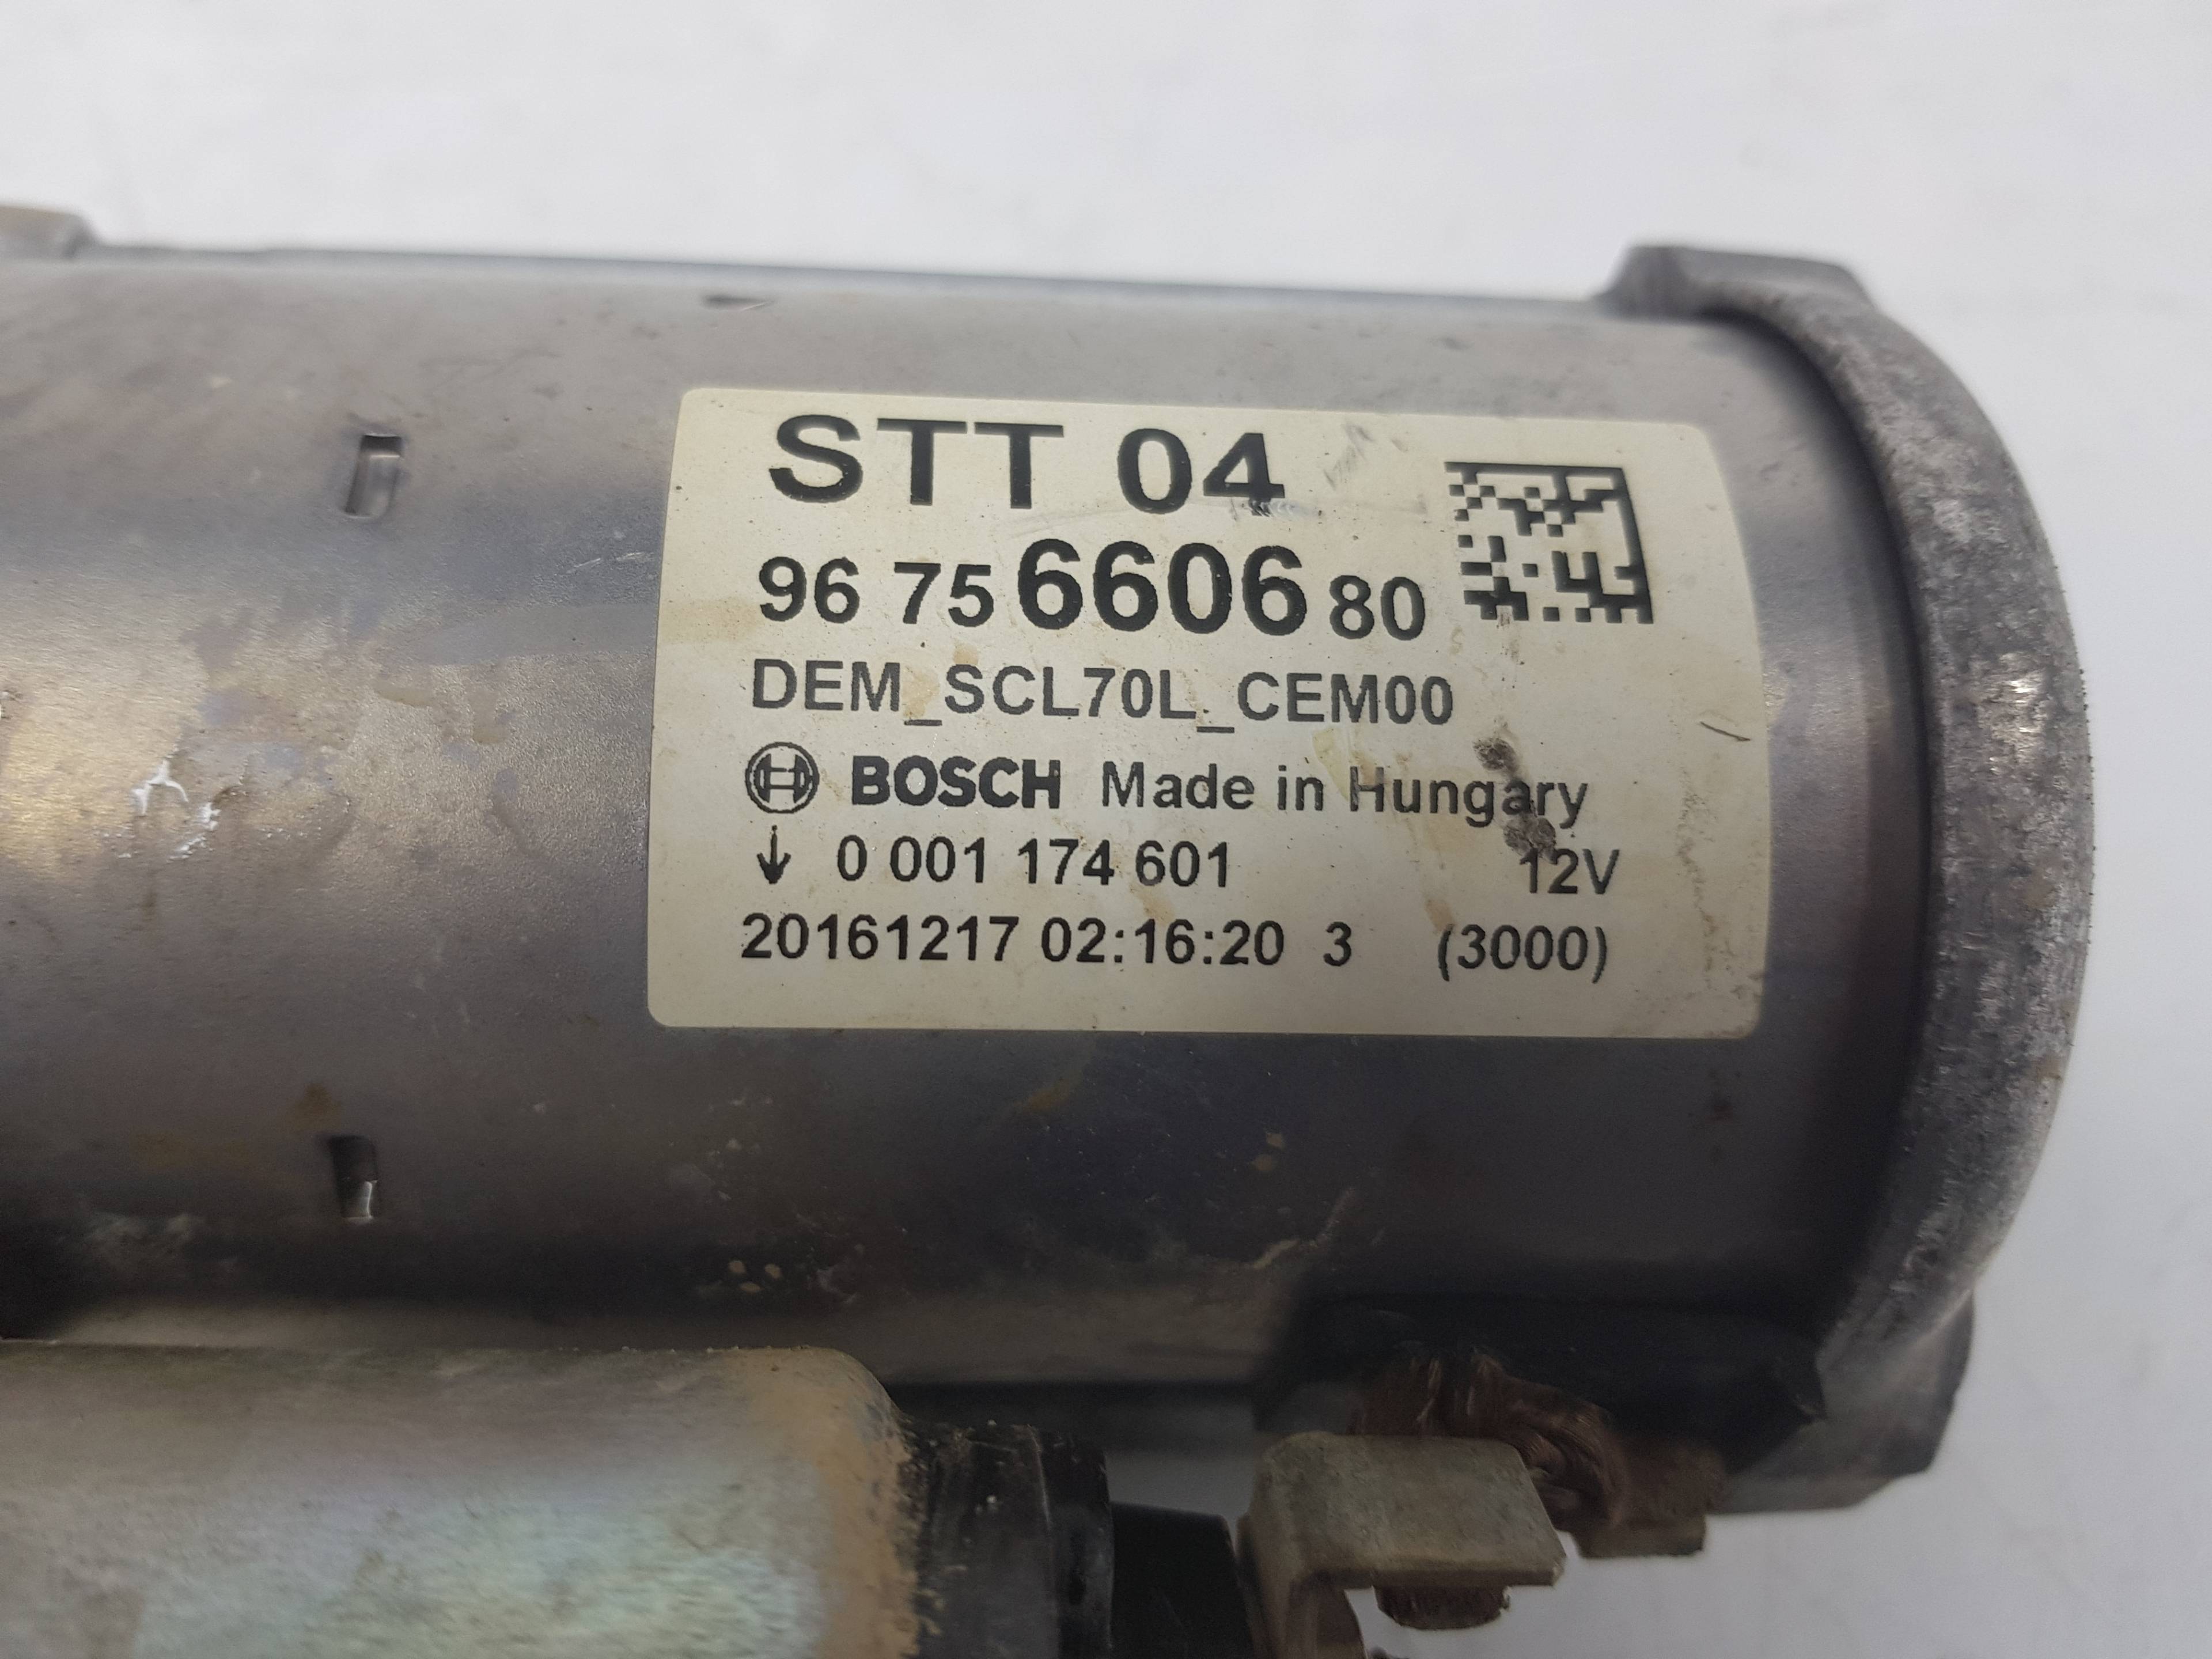 STT 04
96 75 6606 80
DEM_SCL70L_CEM00
BOSCH Made in Hungary
0 001 174 601 12V
20161217 02:16:20 3 (3000)